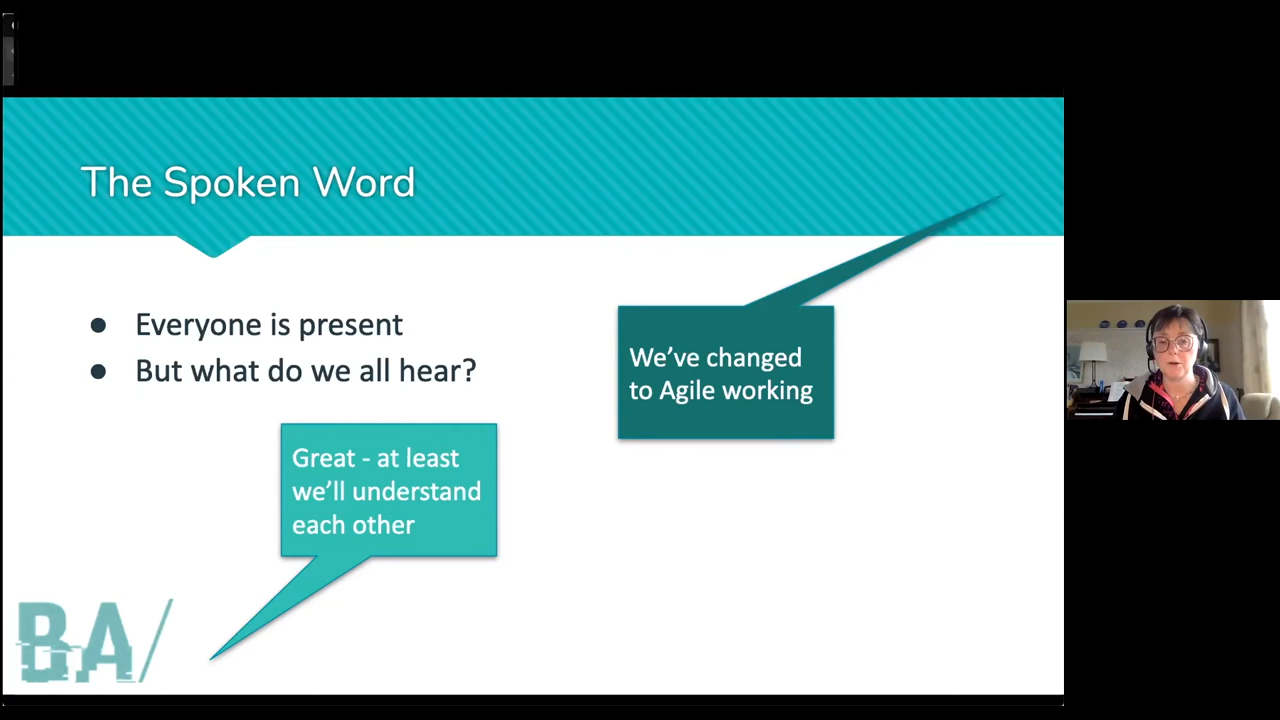 The Spoken Word
● Everyone is present
● But what do we all hear?
We've changed
to Agile working
Great - at least
we'll understand
each other
BA/